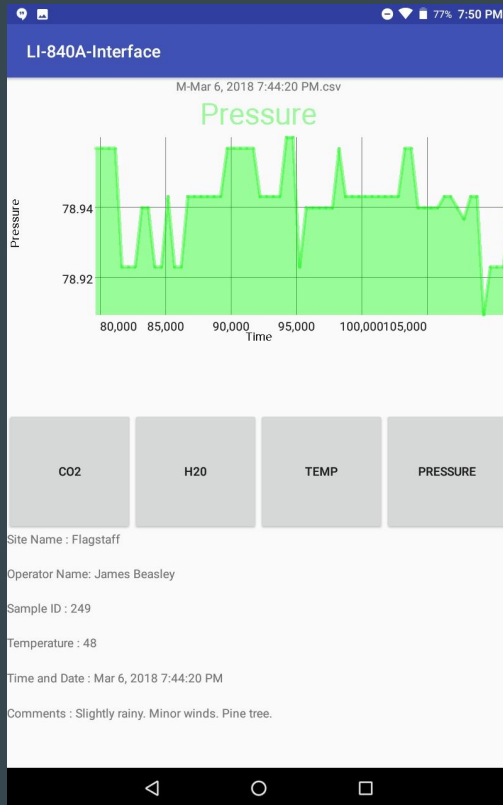 77% 7:50 PM
LI-840A-Interface
M-Mar 6, 2018 7:44:20 PM.csv
Pressure
Pressure
78.94
78.92
80,000 85,000 90,000 95,000 100,000105,000
Time
CO2 H20 TEMP PRESSURE
Site Name : Flagstaff
Operator Name: James Beasley
Sample ID : 249
Temperature : 48
Time and Date : Mar 6, 2018 7:44:20 PM
Comments : Slightly rainy. Minor winds. Pine tree.